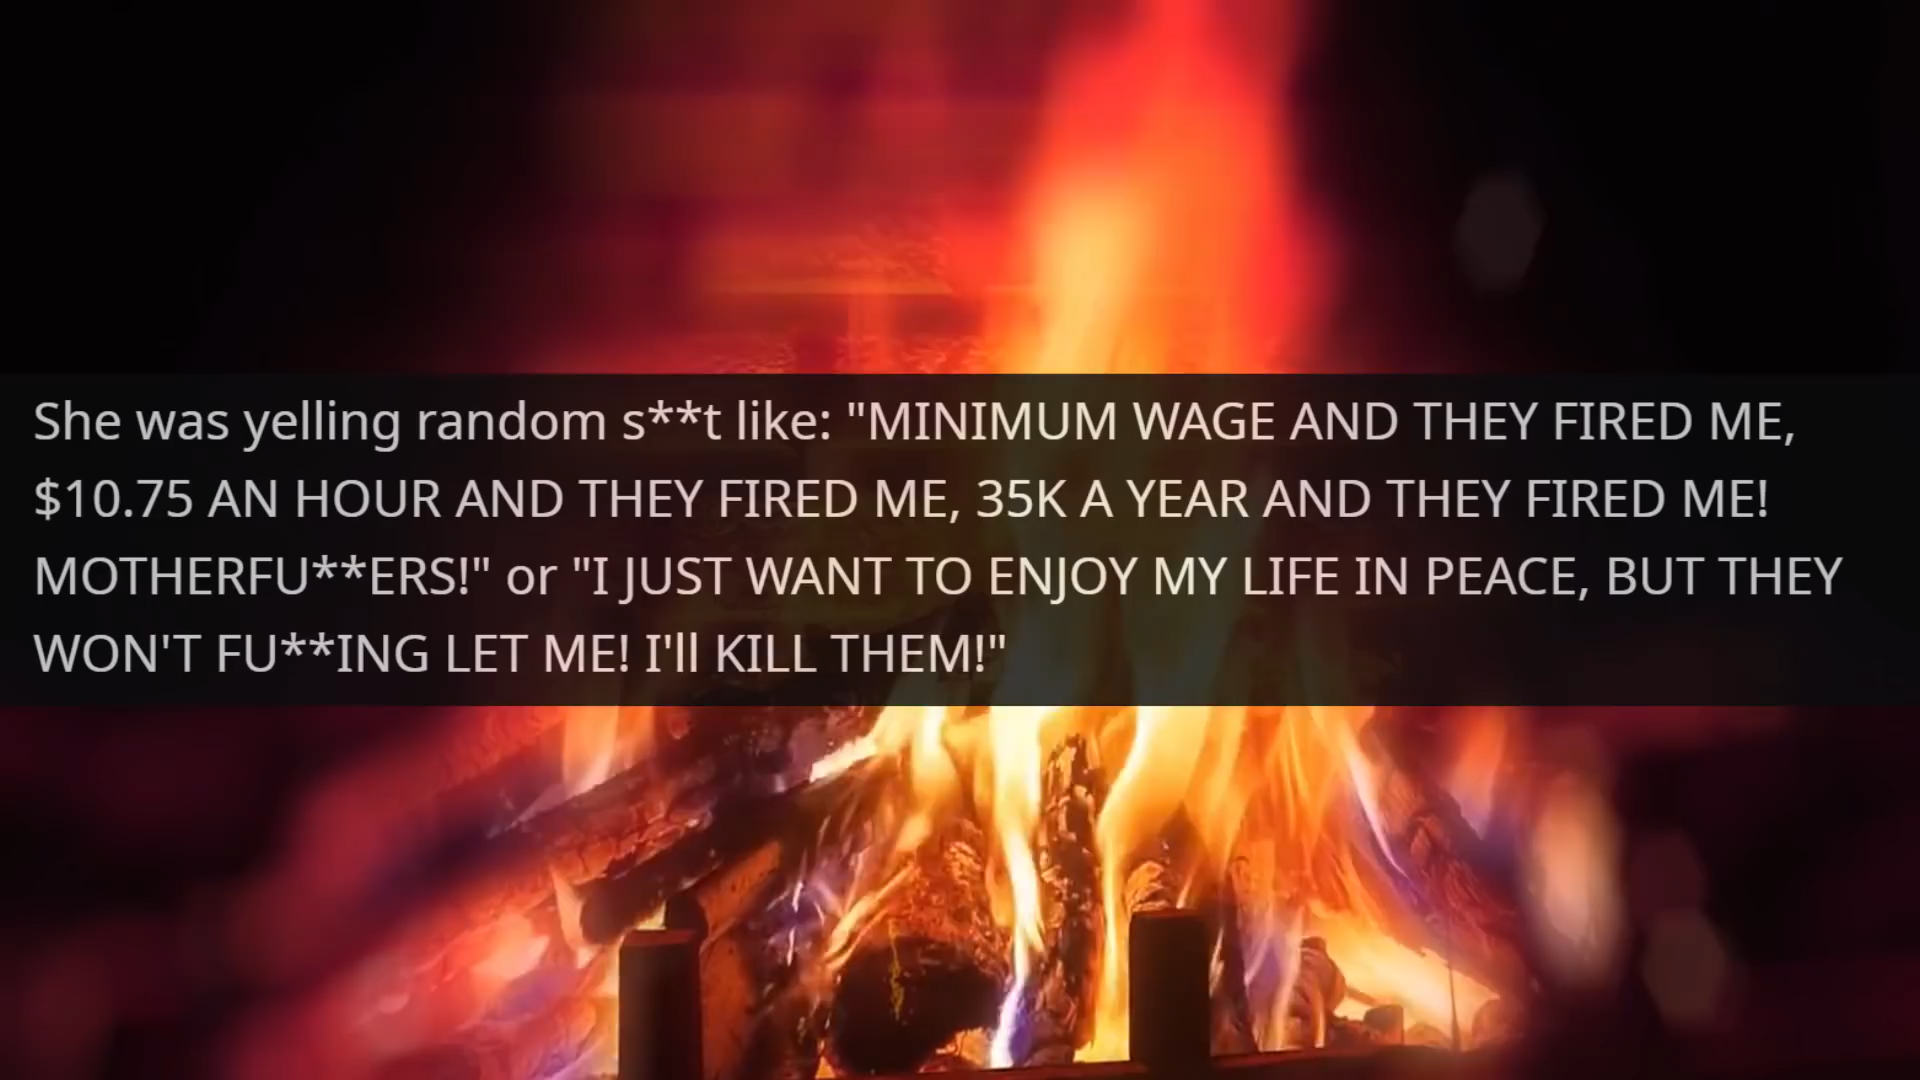 She was yelling random s**t like: "MINIMUM WAGE AND THEY FIRED ME,
$10.75 AN HOUR AND THEY FIRED ME, 35K A YEAR AND THEY FIRED ME!
MOTHERFU**ERS!" or "I JUST WANT TO ENJOY MY LIFE IN PEACE, BUT THEY
WON'T FU**ING LET ME! I'll KILL THEM!"